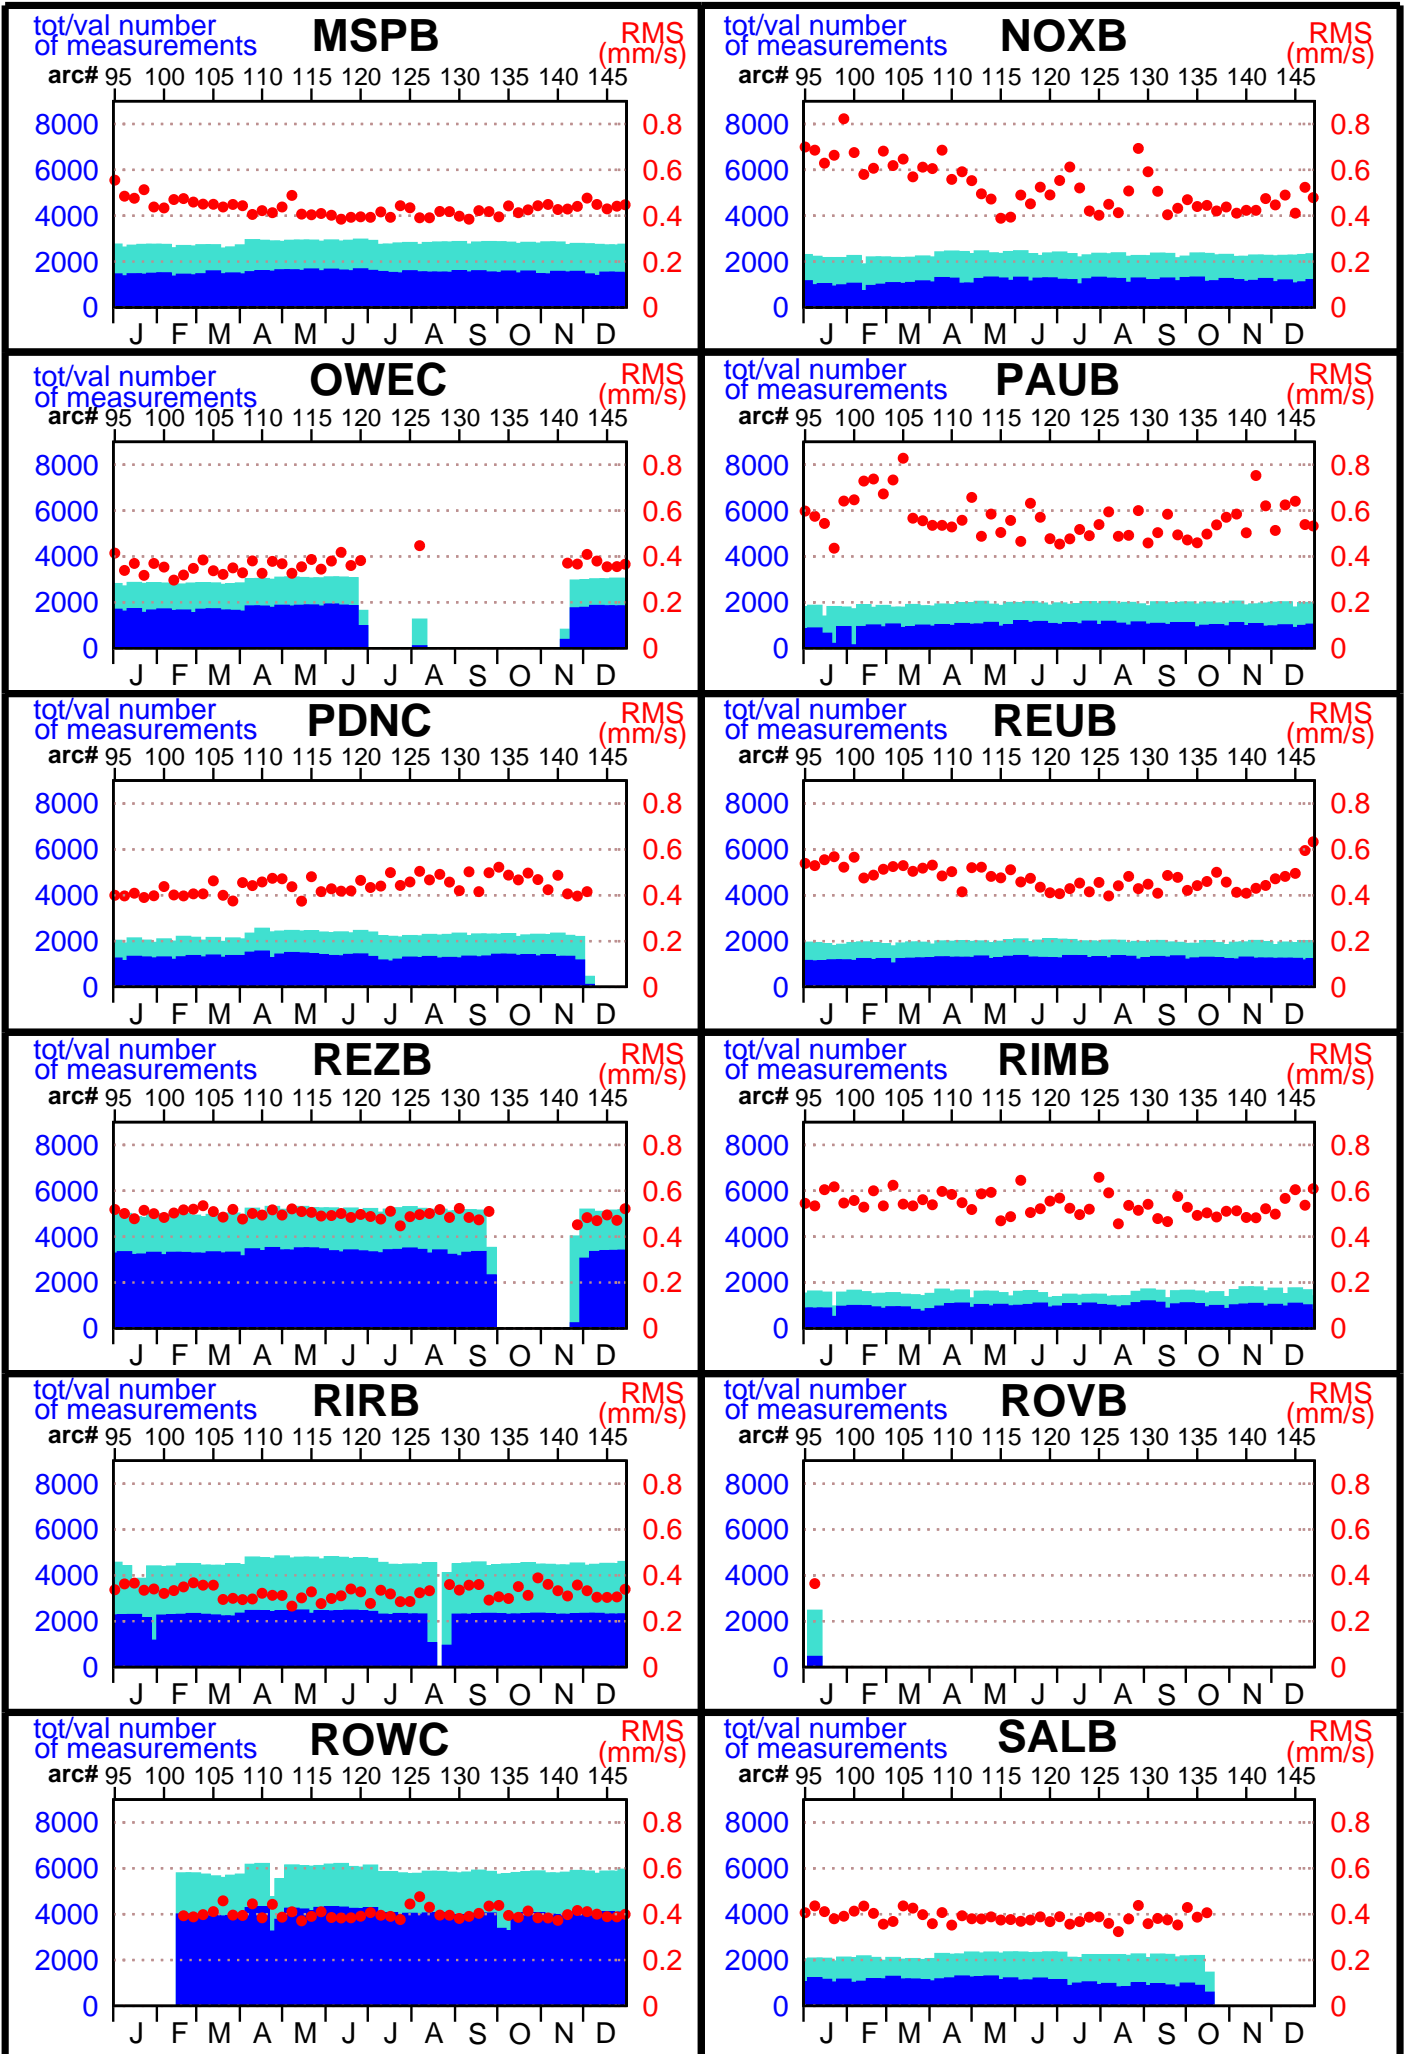 tot/val number
of measurements MSPB RMS
(mm/s)
arc# 95 100 105 110 115 120 125 130 135 140 145
8000 0.8
6000 0.6
4000 0.4
2000 0.2
0 0
J F M A M J J A S O N D
tot/val number
of measurements NOXB RMS
(mm/s)
arc# 95 100 105 110 115 120 125 130 135 140 145
8000 0.8
6000 0.6
4000 0.4
2000 0.2
0 0
J F M A M J J A S O N D
tot/val number
of measurements OWEC RMS
(mm/s)
arc# 95 100 105 110 115 120 125 130 135 140 145
8000 0.8
6000 0.6
4000 0.4
2000 0.2
0 0
J F M A M J J A S O N D
tot/val number
of measurements PAUB RMS
(mm/s)
arc# 95 100 105 110 115 120 125 130 135 140 145
8000 0.8
6000 0.6
4000 0.4
2000 0.2
0 0
J F M A M J J A S O N D
tot/val number
of measurements PDNC RMS
(mm/s)
arc# 95 100 105 110 115 120 125 130 135 140 145
8000 0.8
6000 0.6
4000 0.4
2000 0.2
0 0
J F M A M J J A S O N D
tot/val number
of measurements REUB RMS
(mm/s)
arc# 95 100 105 110 115 120 125 130 135 140 145
8000 0.8
6000 0.6
4000 0.4
2000 0.2
0 0
J F M A M J J A S O N D
tot/val number
of measurements REZB RMS
(mm/s)
arc# 95 100 105 110 115 120 125 130 135 140 145
8000 0.8
6000 0.6
4000 0.4
2000 0.2
0 0
J F M A M J J A S O N D
tot/val number
of measurements RIMB RMS
(mm/s)
arc# 95 100 105 110 115 120 125 130 135 140 145
8000 0.8
6000 0.6
4000 0.4
2000 0.2
0 0
J F M A M J J A S O N D
tot/val number
of measurements RIRB RMS
(mm/s)
arc# 95 100 105 110 115 120 125 130 135 140 145
8000 0.8
6000 0.6
4000 0.4
2000 0.2
0 0
J F M A M J J A S O N D
tot/val number
of measurements ROVB RMS
(mm/s)
arc# 95 100 105 110 115 120 125 130 135 140 145
8000 0.8
6000 0.6
4000 0.4
2000 0.2
0 0
J F M A M J J A S O N D
tot/val number
of measurements ROWC RMS
(mm/s)
arc# 95 100 105 110 115 120 125 130 135 140 145
8000 0.8
6000 0.6
4000 0.4
2000 0.2
0 0
J F M A M J J A S O N D
tot/val number
of measurements SALB RMS
(mm/s)
arc# 95 100 105 110 115 120 125 130 135 140 145
8000 0.8
6000 0.6
4000 0.4
2000 0.2
0 0
J F M A M J J A S O N D